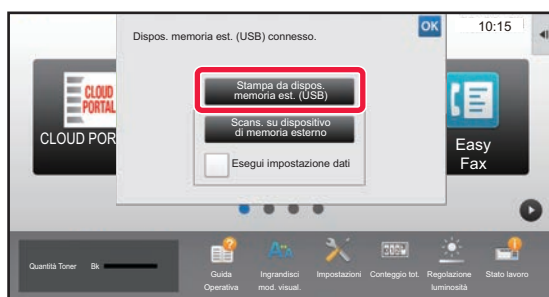 Dispos. memoria est. (USB) connesso.
OK
10:15
Stampa da dispos.
memoria est. (USB)
Scans. su dispositivo
di memoria esterno
Esegui impostazione dati
CLOUD
PORTAL
CLOUD POR
Easy
Fax
Quantità Toner
Bk
Guida
Operativa
Ingrandisci
mod. visual.
Impostazioni
Conteggio tot.
Regolazione
luminosità
Stato lavoro